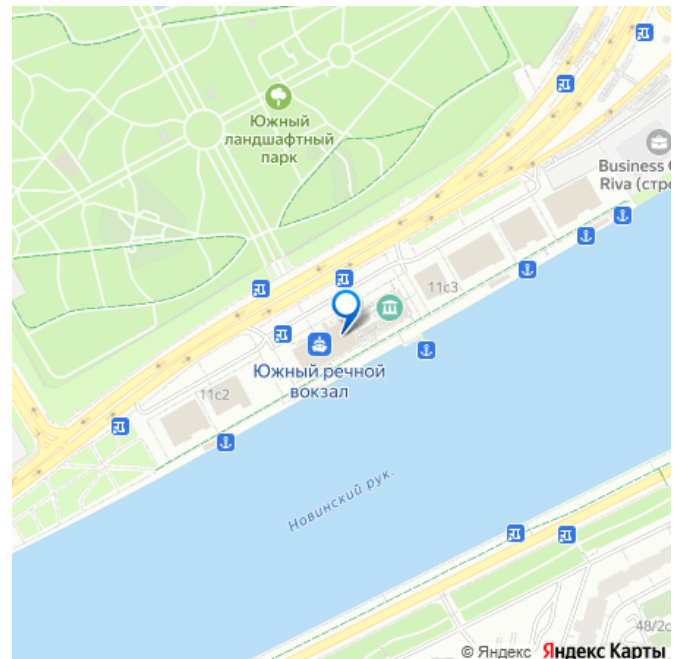 Южный
ландшафтный
парк
Business
Riva (стро
11с3
Южный речной
вокзал
11с2
Новинский рук.
48/2с
© Яндекс Яндекс Карты